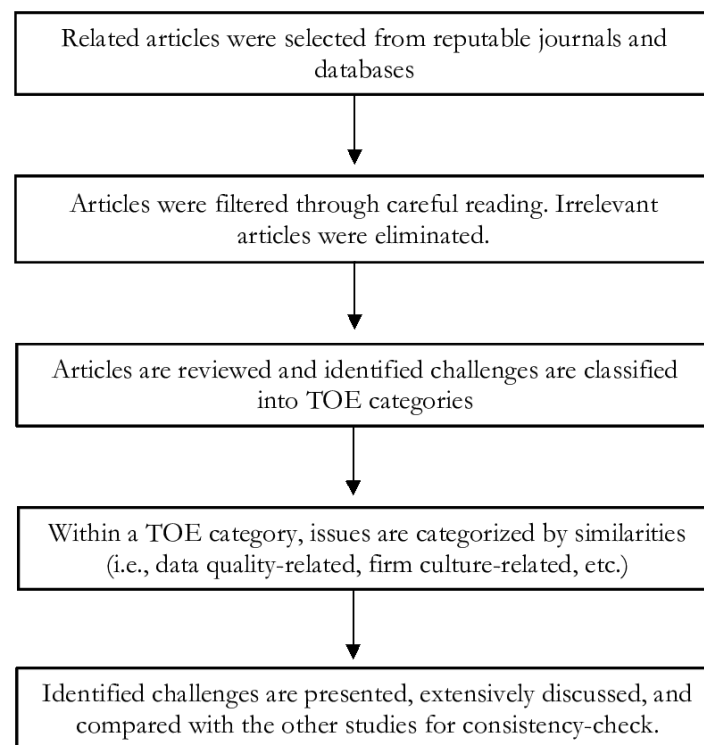 Related articles were selected from reputable journals and
databases
Articles were filtered through careful reading. Irrelevant
articles were eliminated.
Articles are reviewed and identified challenges are classified
into TOE categories
Within a TOE category, issues are categorized by similarities
(i.e., data quality-related, firm culture-related, etc.)
Identified challenges are presented, extensively discussed, and
compared with the other studies for consistency-check.